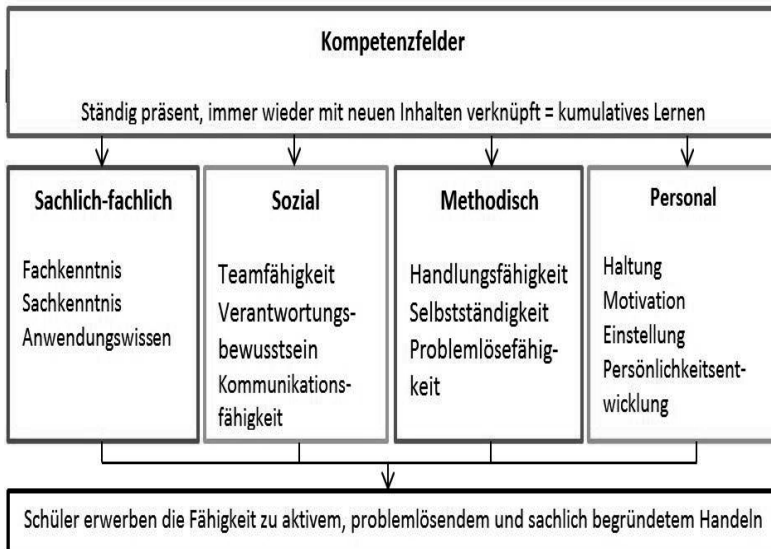 Kompetenzfelder
Ständig präsent, immer wieder mit neuen Inhalten verknüpft = kumulatives Lernen
Sachlich-fachlich
Fachkenntnis
Sachkenntnis
Anwendungswissen
Sozial
Teamfähigkeit
Verantwortungs-
bewusstsein
Kommunikations-
fähigkeit
Methodisch
Handlungsfähigkeit
Selbstständigkeit
Problemlösefähig-
keit
Personal
Haltung
Motivation
Einstellung
Persönlichkeitsent-
wicklung
Schüler erwerben die Fähigkeit zu aktivem, problemlösendem und sachlich begründetem Handeln